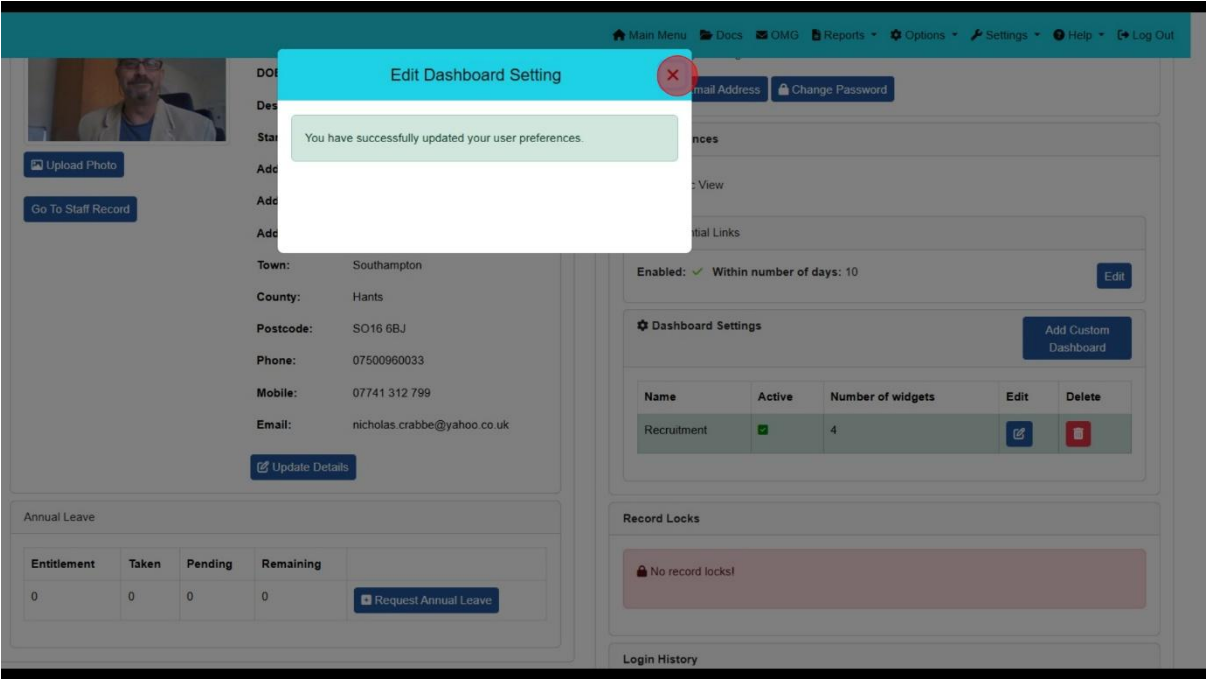 Main Menu Docs OMG Reports Options Settings Help Log Out
Edit Dashboard Setting
You have successfully updated your user preferences.
Upload Photo
Go To Staff Record
DOB
Des
Star
Add
Add
Add
Town: Southampton
County: Hants
Postcode: SO16 6BJ
Phone: 07500960033
Mobile: 07741 312 799
Email: nicholas.crabbe@yahoo.co.uk
Update Details
Annual Leave
Entitlement Taken Pending Remaining
0 0 0 0 Request Annual Leave
mail Address Change Password
nces
c View
ntial Links
Enabled: Within number of days: 10 Edit
Dashboard Settings
Add Custom
Dashboard
Name Active Number of widgets Edit Delete
Recruitment 4
Record Locks
No record locks!
Login History